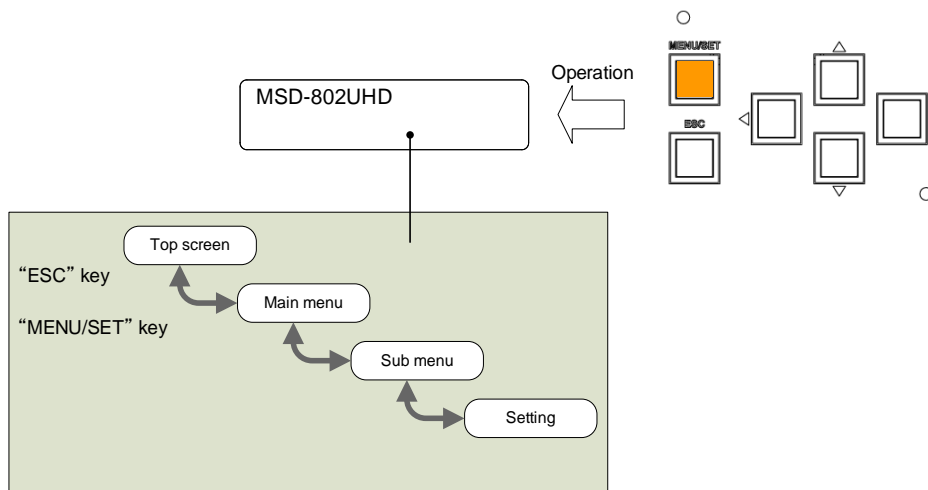 MENU/SET
Operation
MSD-802UHD
ESC
Top screen
“ESC” key
Main menu
“MENU/SET” key
Sub menu
Setting